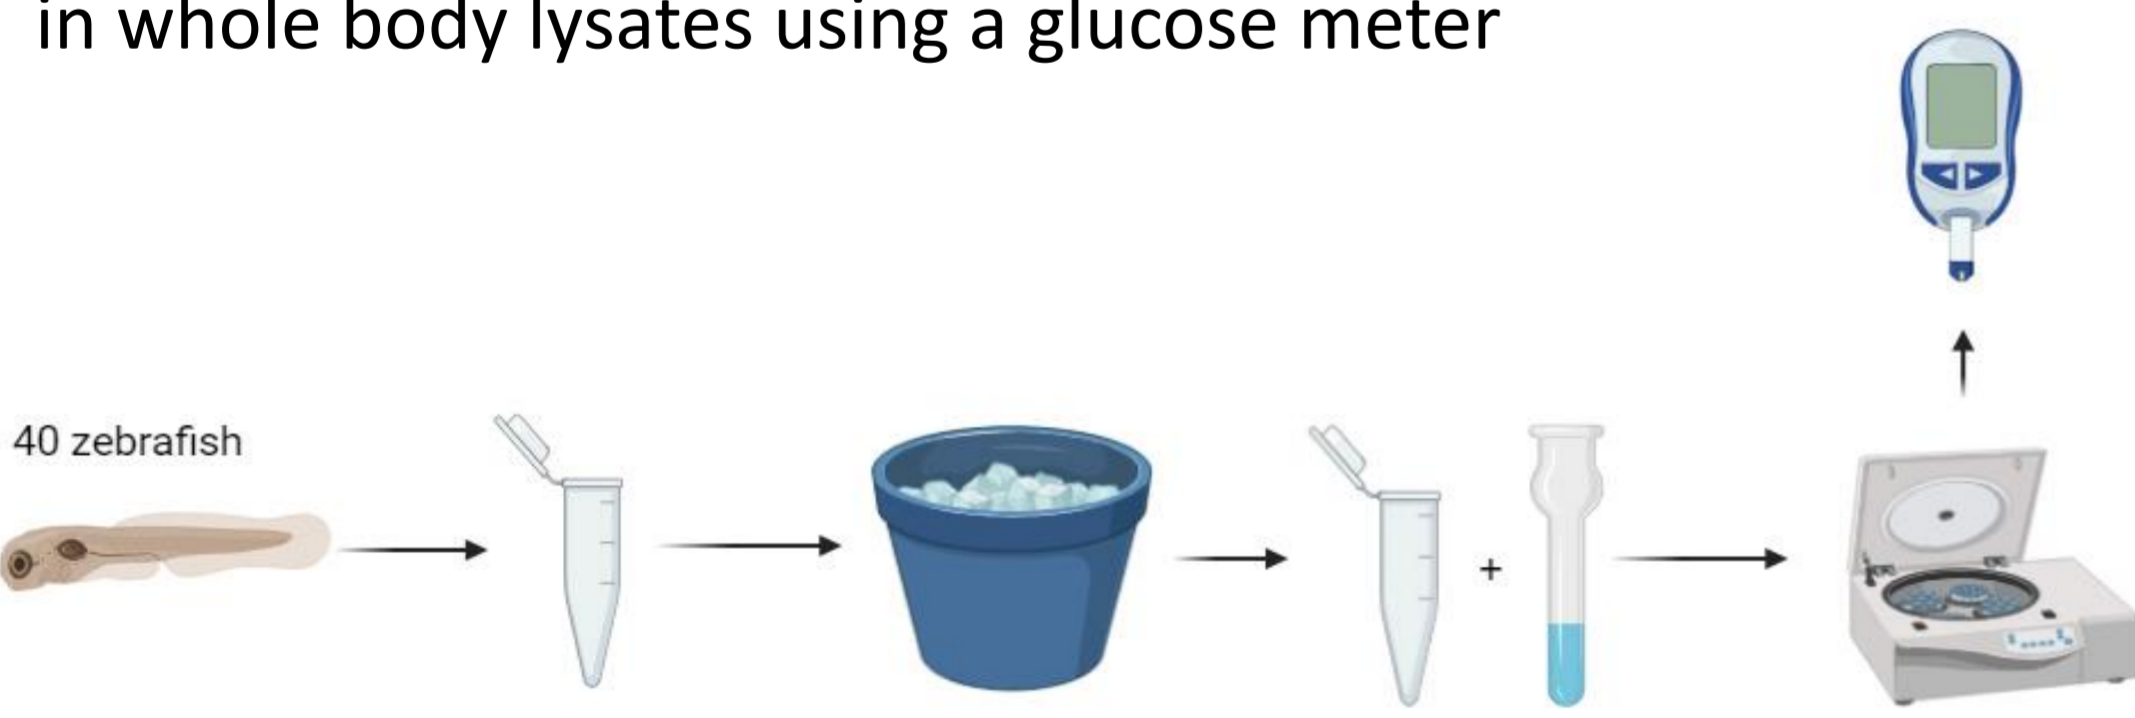 in whole body lysates using a glucose meter
40 zebrafish
+